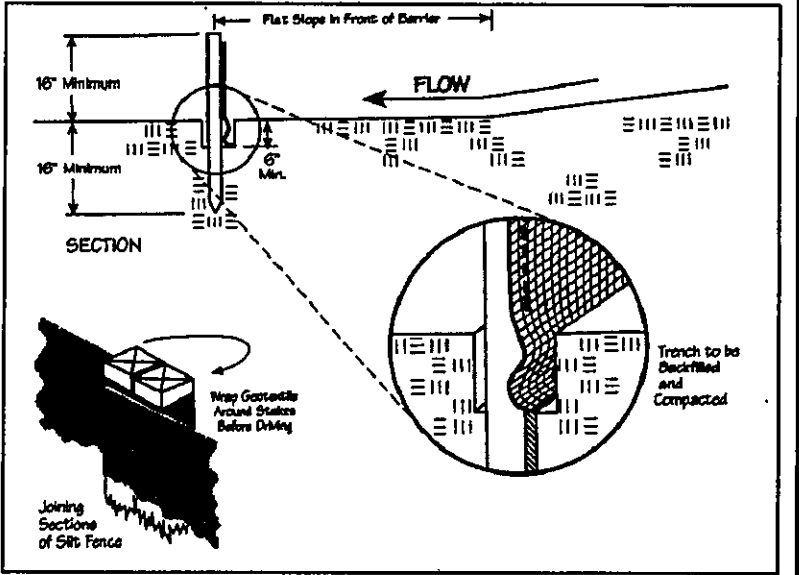 Flat Slope in Front of Barrier
16" Minimum
FLOW
16" Minimum
6"
Min.
SECTION
Trench to be
Backfilled
and
Compacted
Wrap Geotextile
Around Stakes
Before Driving
Joining
Sections
of Silt Fence